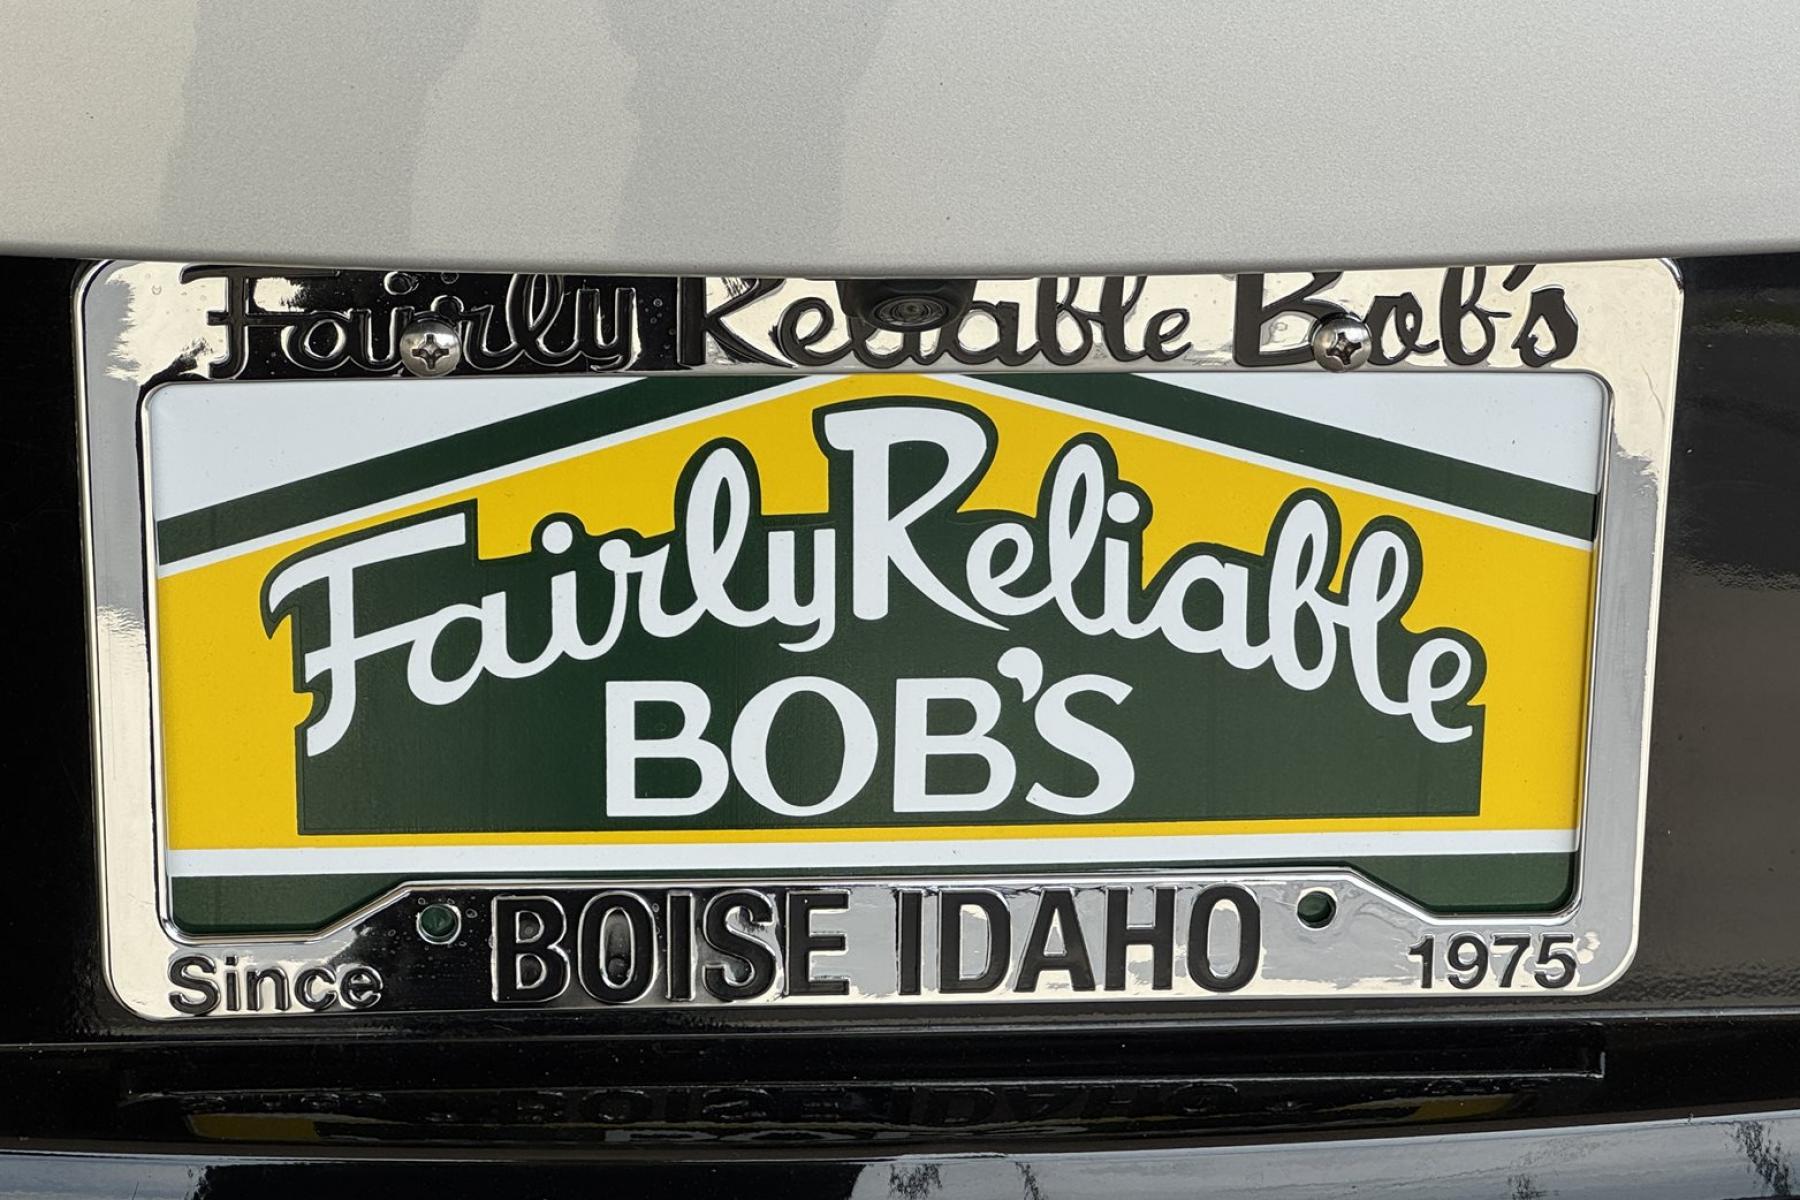 Fairly Reliable Bob's
Fairly Reliable
BOB'S
BOISE IDAHO
Since 1975